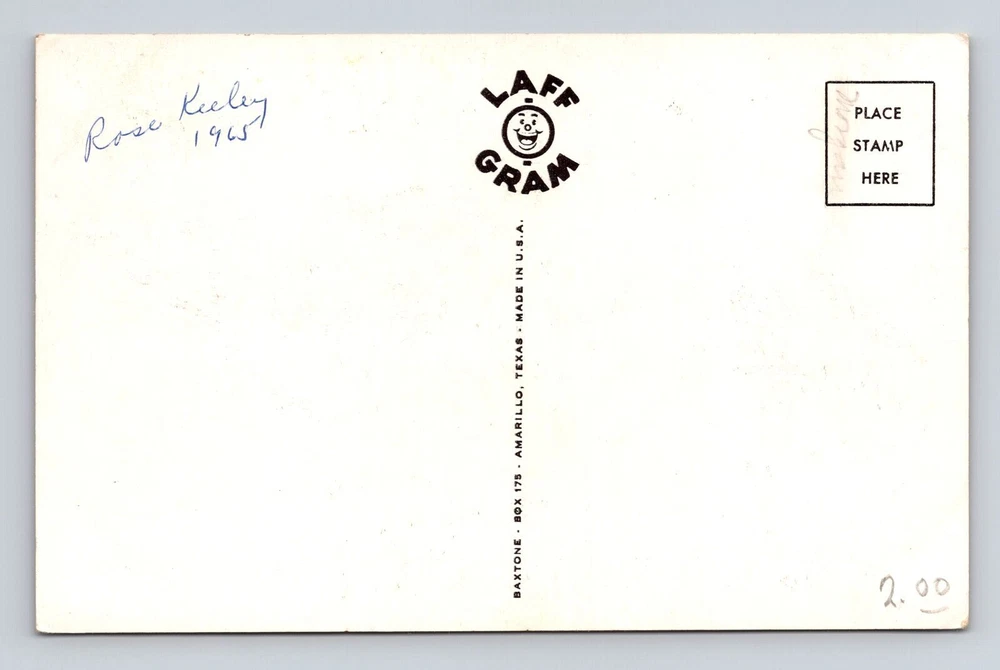 Rose Keeley
1965
LAFF
GRAM
PLACE
STAMP
HERE
BAXTONE · BOX 175 · AMARILLO, TEXAS · MADE IN U.S.A.
2.00